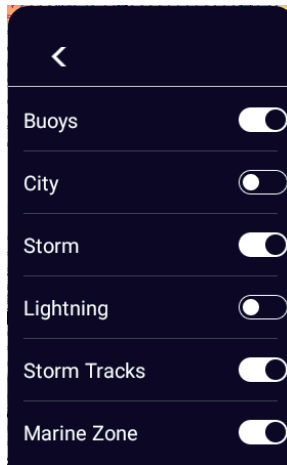 Buoys
City
Storm
Lightning
Storm Tracks
Marine Zone